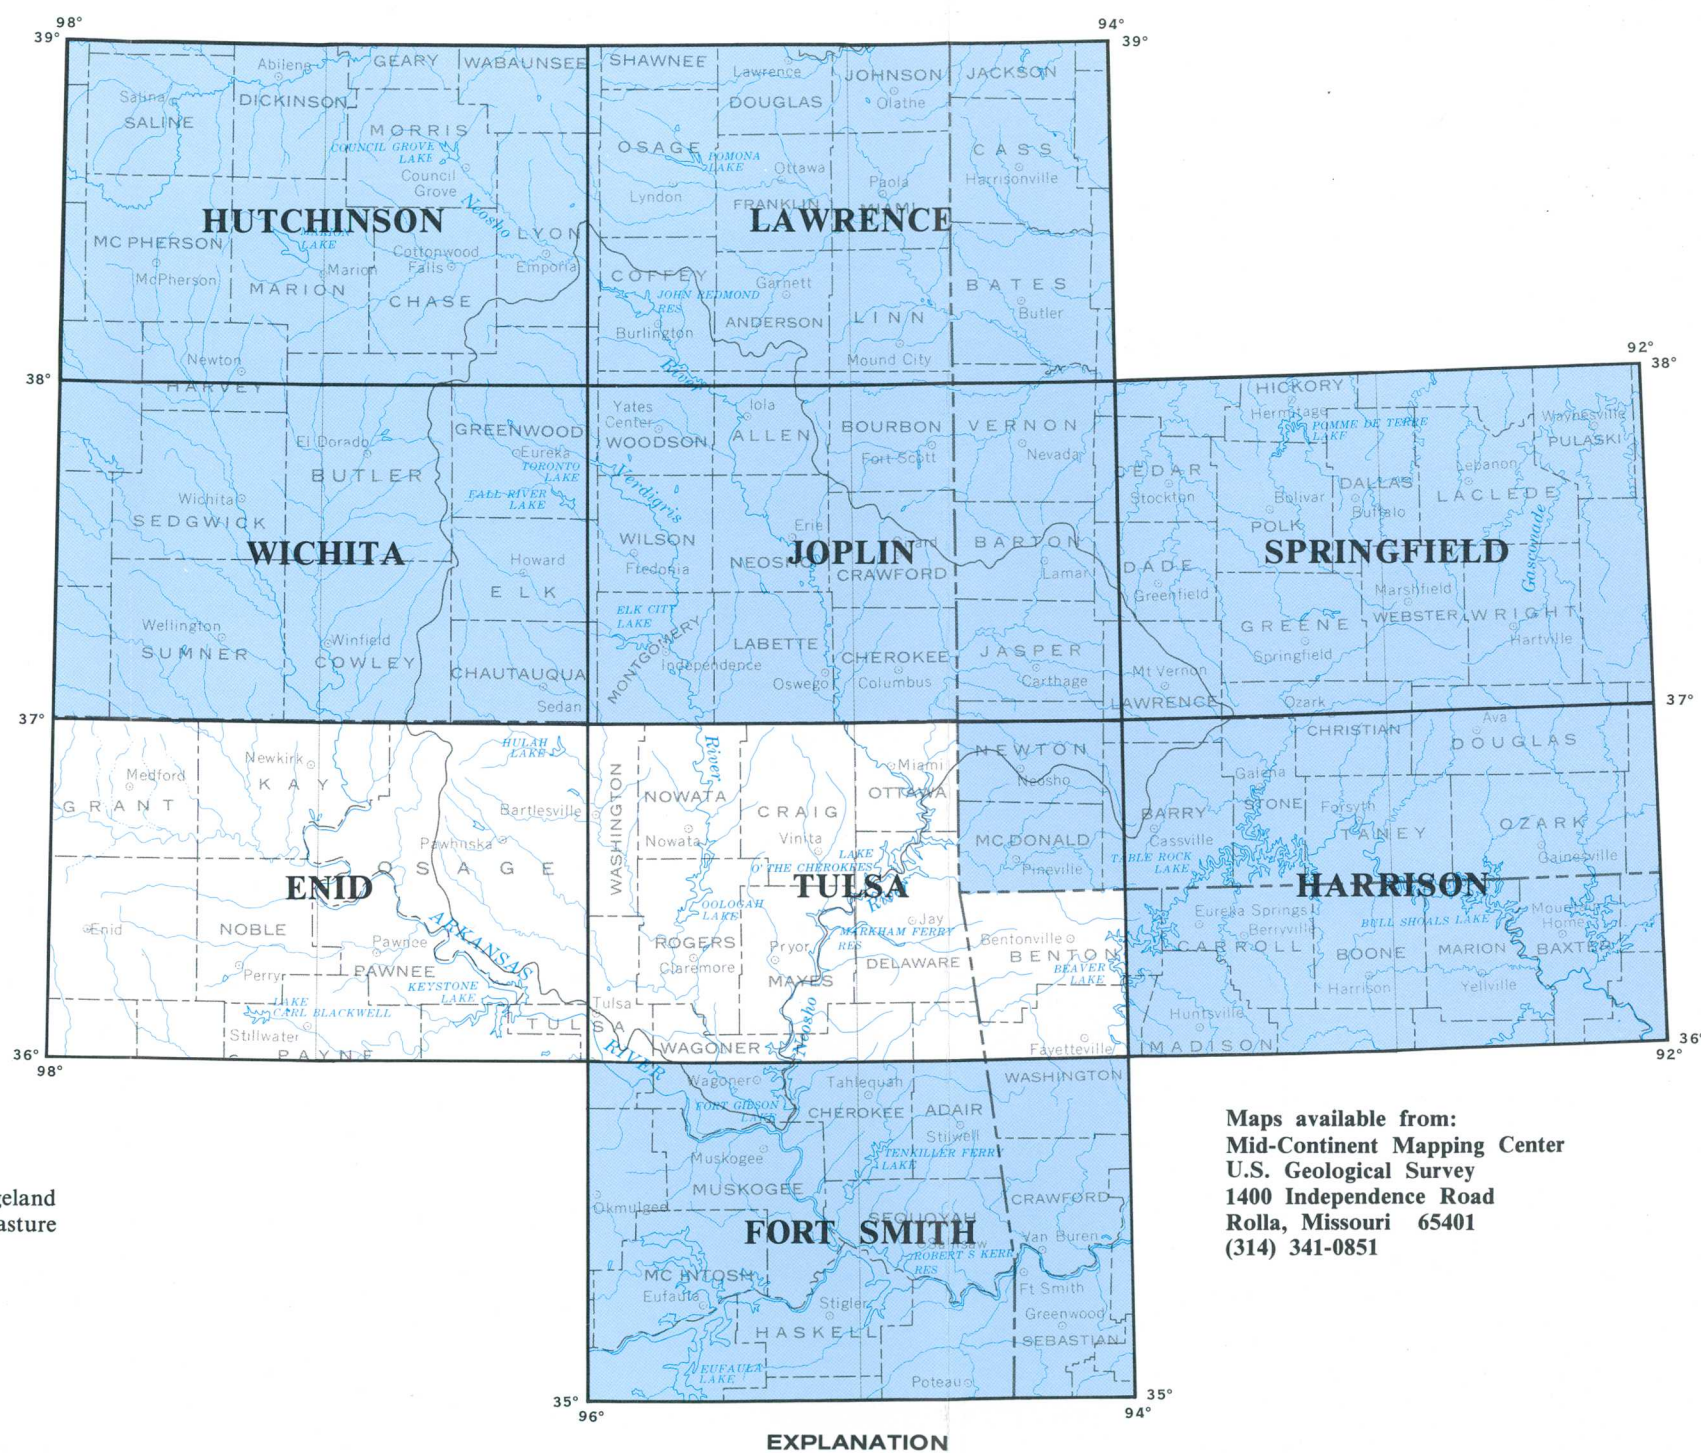 98°
39°
94°
39°
Abilene
GEARY
WABAUNSEE
SHAWNEE
Lawrence
JOHNSON
JACKSON
Salina
DICKINSON
DOUGLAS
Olathe
SALINE
MORRIS
COUNCIL GROVE
LAKE
Council
Grove
OSAGE
POMONA
LAKE
Ottawa
CASS
Harrisonville
Lyndon
Paola
FRANKLIN
MIAMI
Neosho
HUTCHINSON
LAWRENCE
MC PHERSON
MARION
LAKE
LYON
McPherson
Marion
Cottonwood
Falls
Emporia
MARION
CHASE
COFFEY
Garnett
BATES
JOHN REDMOND
RES
Butler
Burlington
ANDERSON
LINN
Mound City
92°
38°
38°
Newton
HARVEY
River
Yates
Center
Iola
HICKORY
Hermitage
POMME DE TERRE
LAKE
Waynesville
PULASKI
El Dorado
GREENWOOD
WOODSON
ALLEN
BOURBON
VERNON
BUTLER
Eureka
TORONTO
LAKE
Fort Scott
Nevada
CEDAR
Lebanon
Wichita
FALL RIVER
LAKE
Verdigris
Stockton
Bolivar
DALLAS
Buffalo
LACLEDE
SEDGWICK
POLK
Gasconade
WICHITA
JOPLIN
SPRINGFIELD
Howard
WILSON
Fredonia
Erie
NEOSHO
Girard
CRAWFORD
BARTON
Lamar
DADE
Greenfield
Marshfield
ELK
ELK CITY
LAKE
WEBSTER
WRIGHT
Hartville
Wellington
Winfield
MONTGOMERY
LABETTE
GREENE
Springfield
SUMNER
COWLEY
CHAUTAUQUA
Independence
CHEROKEE
JASPER
Mt Vernon
Sedan
Oswego
Columbus
Carthage
LAWRENCE
Ozark
37°
37°
CHRISTIAN
Ava
DOUGLAS
HULAH
LAKE
River
NEWTON
Neosho
Newkirk
KAY
Medford
GRANT
WASHINGTON
NOWATA
Nowata
Miami
OTTAWA
CRAIG
Vinita
Galena
STONE
Forsyth
Bartlesville
Pawhuska
BARRY
Cassville
TANEY
OZARK
Gainesville
MC DONALD
Pineville
OSAGE
LAKE
O' THE CHEROKEES
TABLE ROCK
LAKE
ENID
TULSA
HARRISON
OOLOGAH
LAKE
Jay
Eureka Springs
Berryville
BULL SHOALS LAKE
Mountain
Home
Enid
NOBLE
ARKANSAS
MARKHAM FERRY
RES
Pawnee
Perry
PAWNEE
ROGERS
Claremore
Pryor
MAYES
DELAWARE
Bentonville
BENTON
BEAVER
LAKE
CARROLL
BOONE
MARION
BAXTER
KEYSTONE
LAKE
Harrison
Yellville
LAKE
CARL BLACKWELL
Tulsa
TULSA
Neosho
Huntsville
Stillwater
PAYNE
RIVER
WAGONER
Fayetteville
MADISON
36°
98°
92°
36°
Wagoner
Tahlequah
WASHINGTON
FORT GIBSON
LAKE
CHEROKEE
ADAIR
Stilwell
Muskogee
TENKILLER FERRY
LAKE
MUSKOGEE
Okmulgee
CRAWFORD
SEQUOYAH
Sallisaw
Van Buren
FORT SMITH
ROBERT S KERR
RES
MC INTOSH
Eufaula
Stigler
Ft Smith
Greenwood
HASKELL
SEBASTIAN
EUFAULA
LAKE
Poteau
35°
96°
35°
94°
Maps available from:
Mid-Continent Mapping Center
U.S. Geological Survey
1400 Independence Road
Rolla, Missouri 65401
(314) 341-0851
geland
asture
EXPLANATION